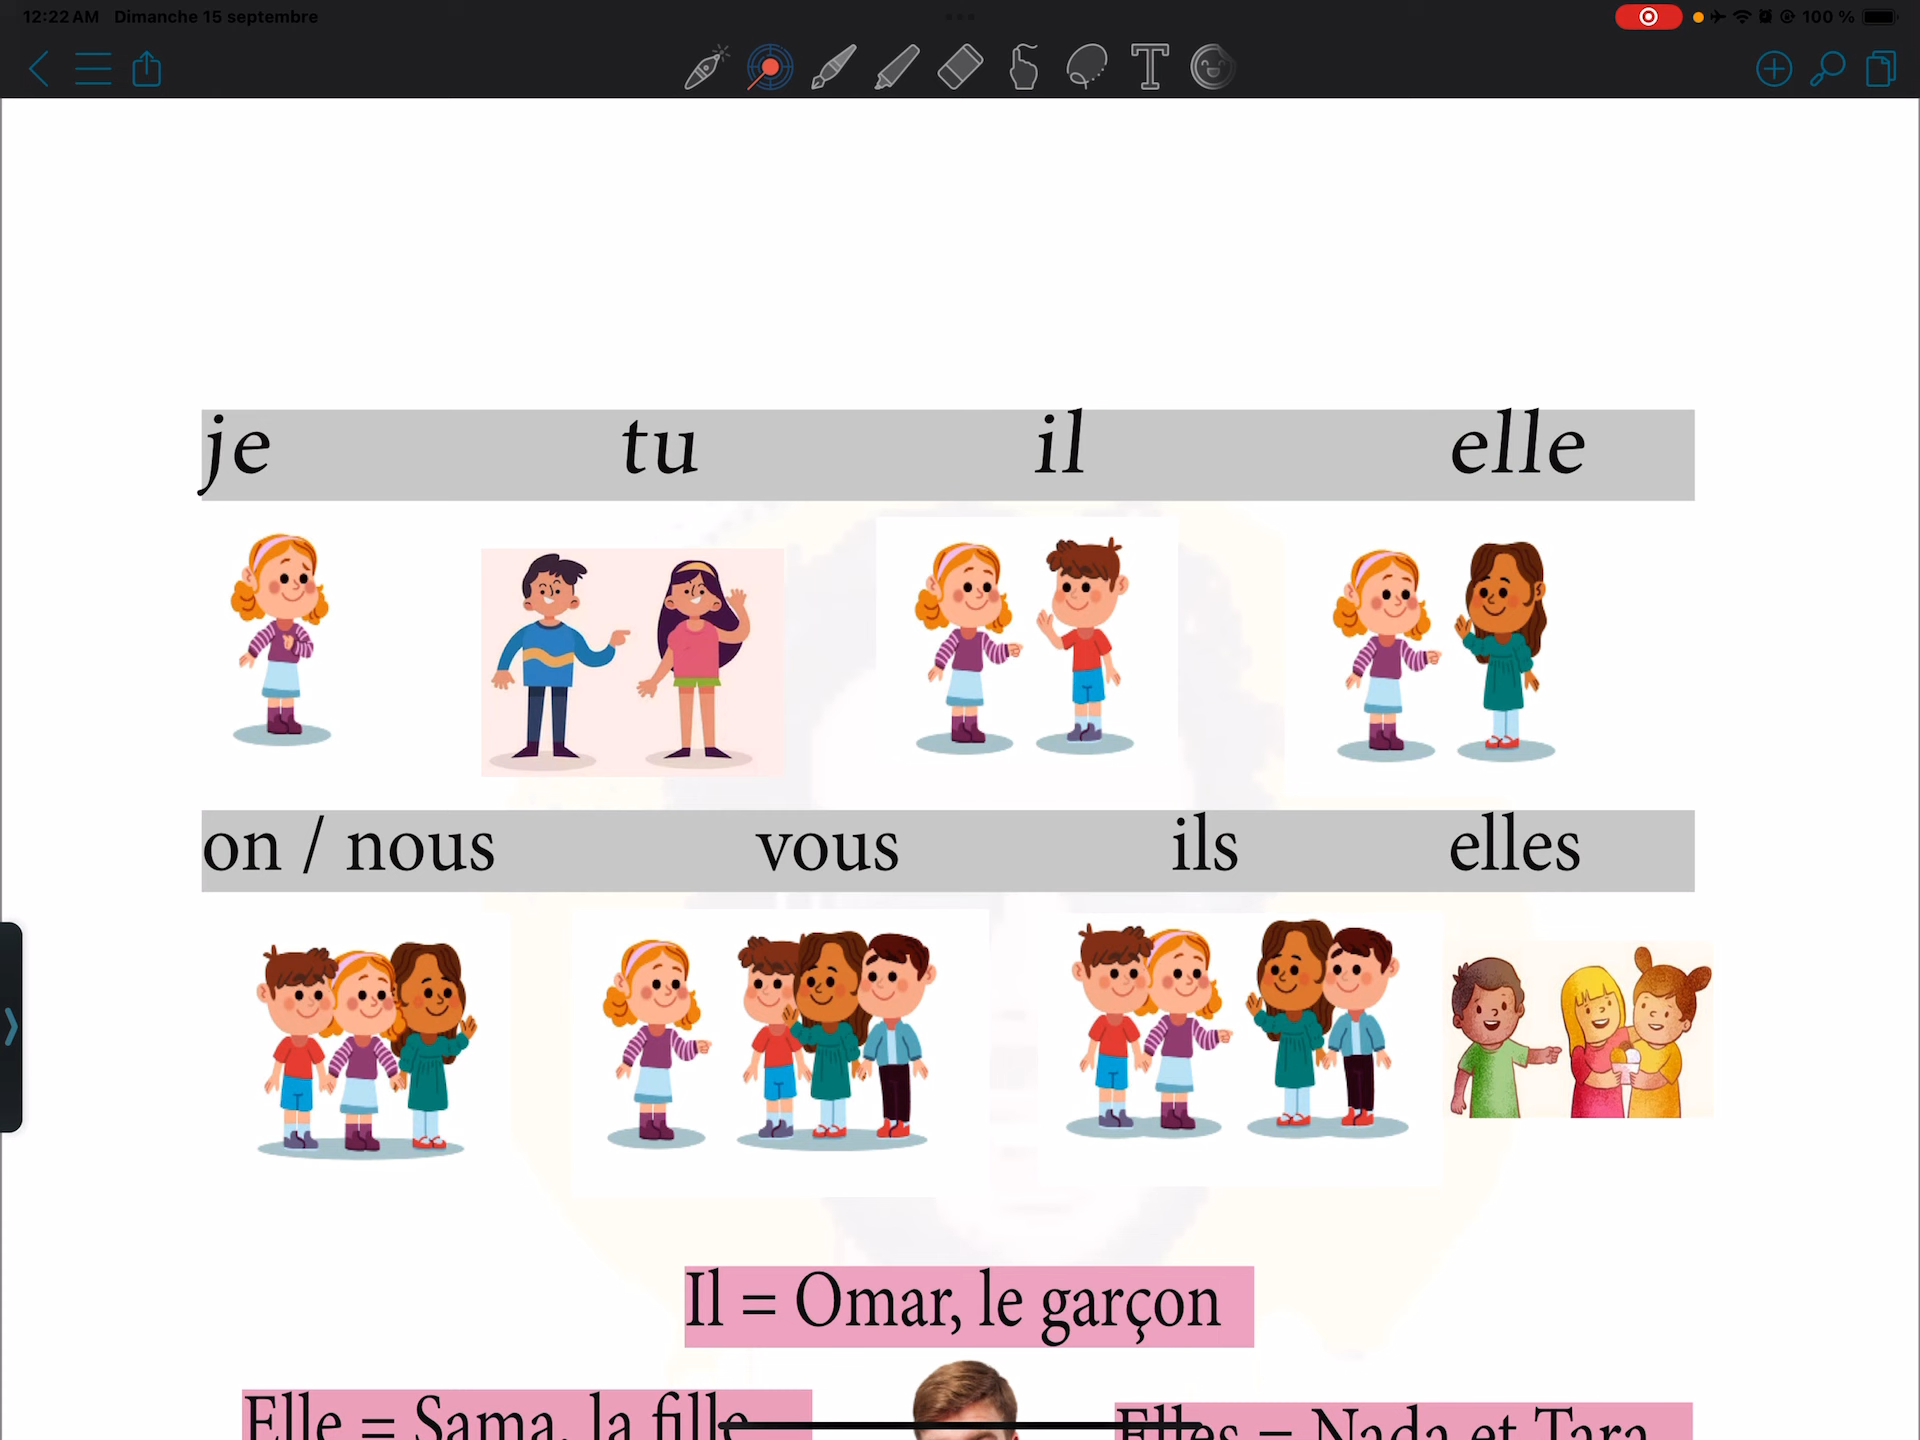 12:22 AM Dimanche 15 septembre
100 %
je tu il elle
on / nous vous ils elles
Il = Omar, le garçon
Elle = Sama, la fille
Elles = Nada et Tara